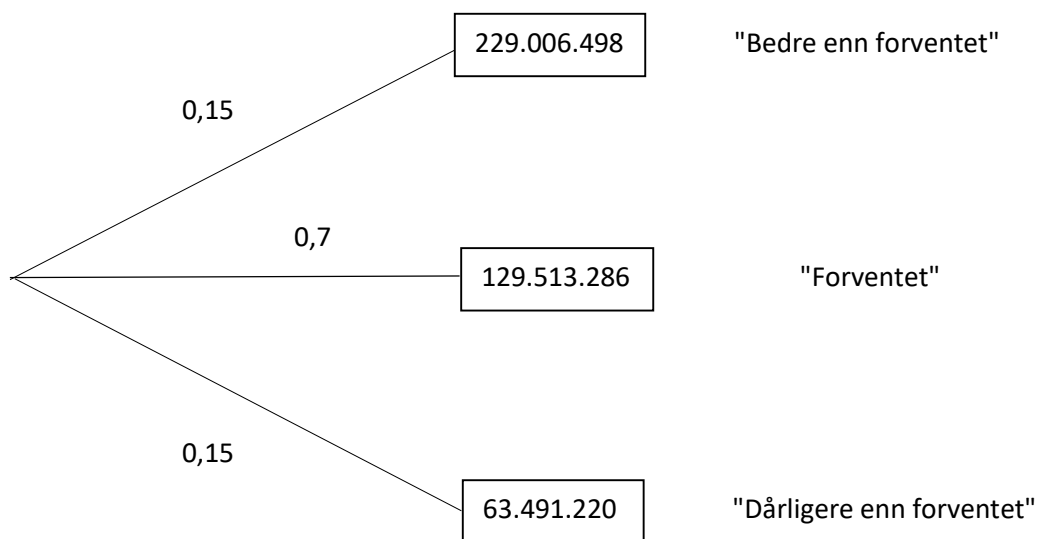 229.006.498 "Bedre enn forventet"
0,15
0,7
129.513.286 "Forventet"
0,15
63.491.220 "Dårligere enn forventet"